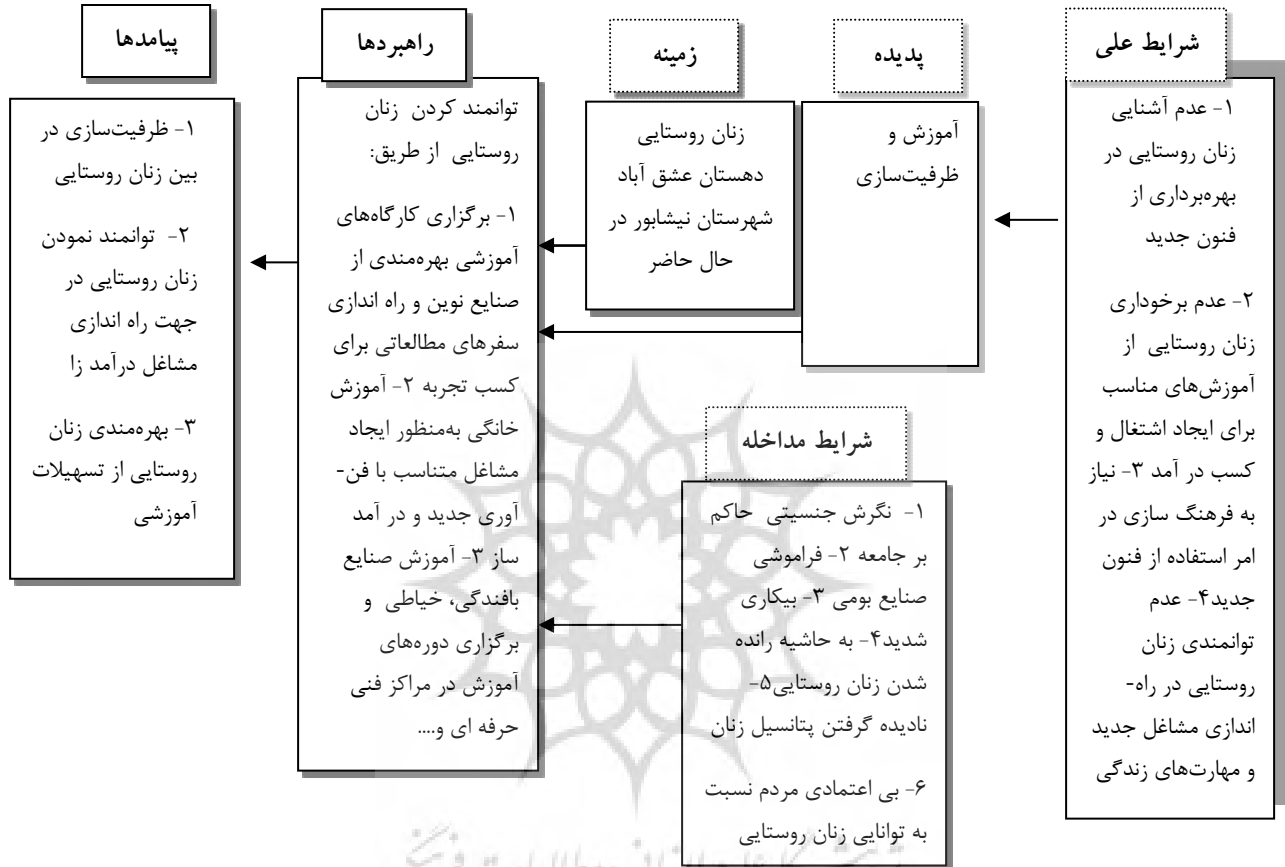 شرایط علی
۱- عدم آشنایی
زنان روستایی در
بهره‌برداری از
فنون جدید
۲- عدم برخوداری
زنان روستایی از
آموزش‌های مناسب
برای ایجاد اشتغال و
کسب در آمد ۳- نیاز
به فرهنگ سازی در
امر استفاده از فنون
جدید۴- عدم
توانمندی زنان
روستایی در راه-
اندازی مشاغل جدید
و مهارت‌های زندگی
پدیده
آموزش و
ظرفیت‌سازی
زمینه
زنان روستایی
دهستان عشق آباد
شهرستان نیشابور در
حال حاضر
شرایط مداخله
۱- نگرش جنسیتی حاکم
بر جامعه ۲- فراموشی
صنایع بومی ۳- بیکاری
شدید۴- به حاشیه رانده
شدن زنان روستایی۵-
نادیده گرفتن پتانسیل زنان
۶- بی اعتمادی مردم نسبت
به توانایی زنان روستایی
راهبردها
توانمند کردن زنان
روستایی از طریق:
۱- برگزاری کارگاه‌های
آموزشی بهره‌مندی از
صنایع نوین و راه اندازی
سفرهای مطالعاتی برای
کسب تجربه ۲- آموزش
خانگی به‌منظور ایجاد
مشاغل متناسب با فن-
آوری جدید و در آمد
ساز ۳- آموزش صنایع
بافندگی، خیاطی و
برگزاری دوره‌های
آموزش در مراکز فنی
حرفه ای و....
پیامدها
۱- ظرفیت‌سازی در
بین زنان روستایی
۲- توانمند نمودن
زنان روستایی در
جهت راه اندازی
مشاغل درآمد زا
۳- بهره‌مندی زنان
روستایی از تسهیلات
آموزشی